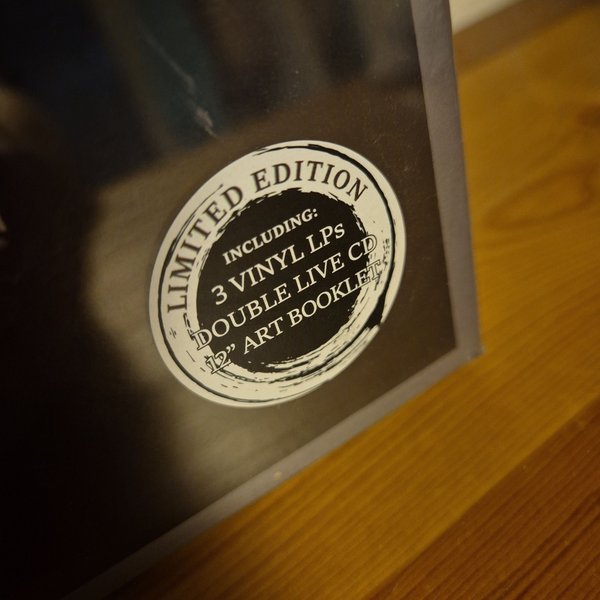 LIMITED EDITION
INCLUDING:
3 VINYL LPs
DOUBLE LIVE CD
12” ART BOOKLET